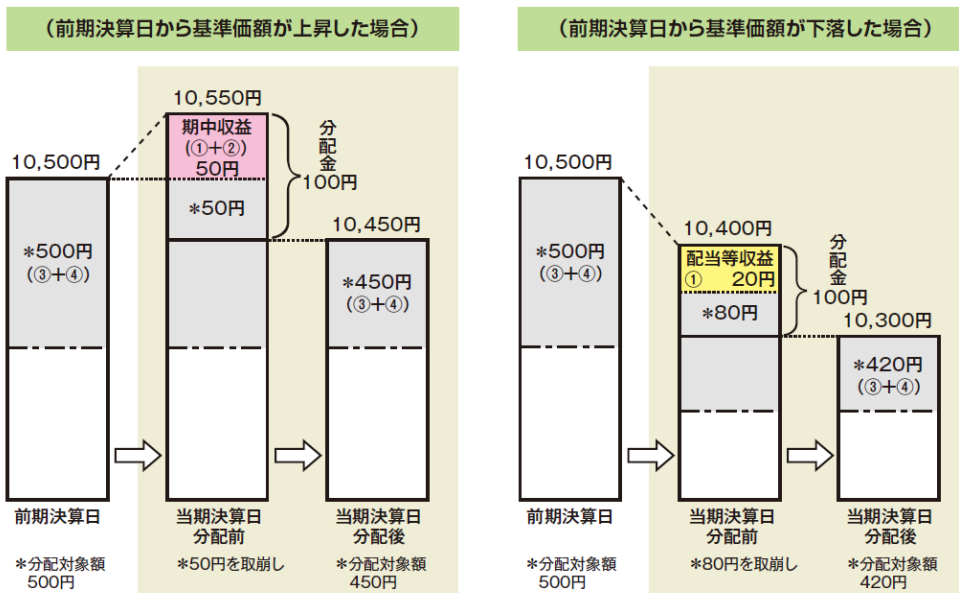 (前期決算日から基準価額が上昇した場合)
10,550円
期中収益
(①+②)
50円
10,500円
分配金
100円
*50円
10,450円
*500円
(③+④)
*450円
(③+④)
前期決算日
当期決算日
分配前
当期決算日
分配後
*分配対象額
500円
*50円を取崩し
*分配対象額
450円
(前期決算日から基準価額が下落した場合)
10,500円
10,400円
*500円
(③+④)
配当等収益
① 20円
分配金
100円
*80円
10,300円
*420円
(③+④)
前期決算日
当期決算日
分配前
当期決算日
分配後
*分配対象額
500円
*80円を取崩し
*分配対象額
420円